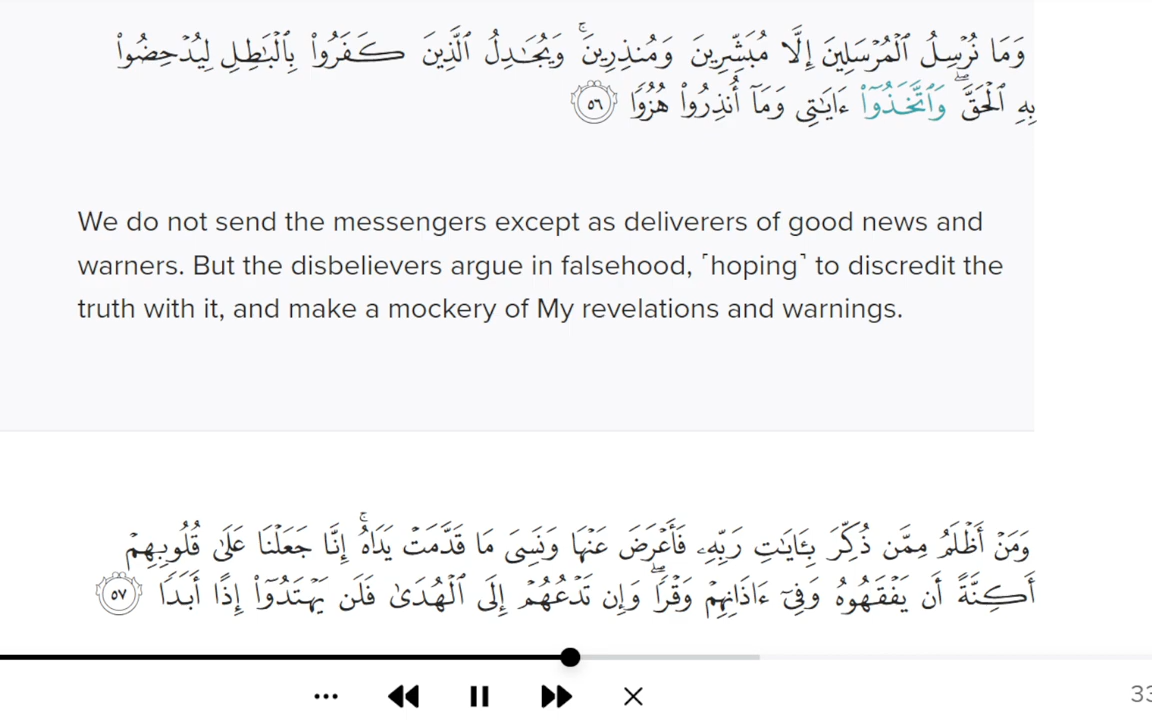 وَمَا نُرْسِلُ ٱلْمُرْسَلِينَ إِلَّا مُبَشِّرِينَ وَمُنذِرِينَ ۚ وَيُجَـٰدِلُ ٱلَّذِينَ كَفَرُوا۟ بِٱلْبَـٰطِلِ لِيُدْحِضُوا۟
بِهِ ٱلْحَقَّ ۖ وَٱتَّخَذُوٓا۟ ءَايَـٰتِى وَمَآ أُنذِرُوا۟ هُزُوًۭا ٥٦
We do not send the messengers except as deliverers of good news and
warners. But the disbelievers argue in falsehood, ˹hoping˺ to discredit the
truth with it, and make a mockery of My revelations and warnings.
وَمَنْ أَظْلَمُ مِمَّن ذُكِّرَ بِـَٔايَـٰتِ رَبِّهِۦ فَأَعْرَضَ عَنْهَا وَنَسِىَ مَا قَدَّمَتْ يَدَاهُ ۚ إِنَّا جَعَلْنَا عَلَىٰ قُلُوبِهِمْ
أَكِنَّةً أَن يَفْقَهُوهُ وَفِىٓ ءَاذَانِهِمْ وَقْرًۭا ۖ وَإِن تَدْعُهُمْ إِلَى ٱلْهُدَىٰ فَلَن يَهْتَدُوٓا۟ إِذًا أَبَدًۭا ٥٧
33